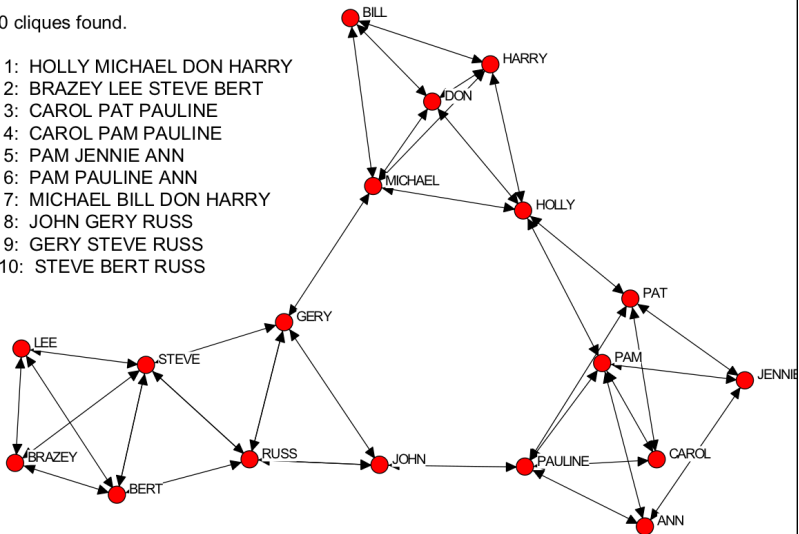 0 cliques found.
1: HOLLY MICHAEL DON HARRY
2: BRAZEY LEE STEVE BERT
3: CAROL PAT PAULINE
4: CAROL PAM PAULINE
5: PAM JENNIE ANN
6: PAM PAULINE ANN
7: MICHAEL BILL DON HARRY
8: JOHN GERY RUSS
9: GERY STEVE RUSS
10: STEVE BERT RUSS
BILL
HARRY
DON
MICHAEL
HOLLY
PAT
GERY
LEE
STEVE
PAM
JENNIE
BRAZEY
RUSS
JOHN
PAULINE
CAROL
BERT
ANN